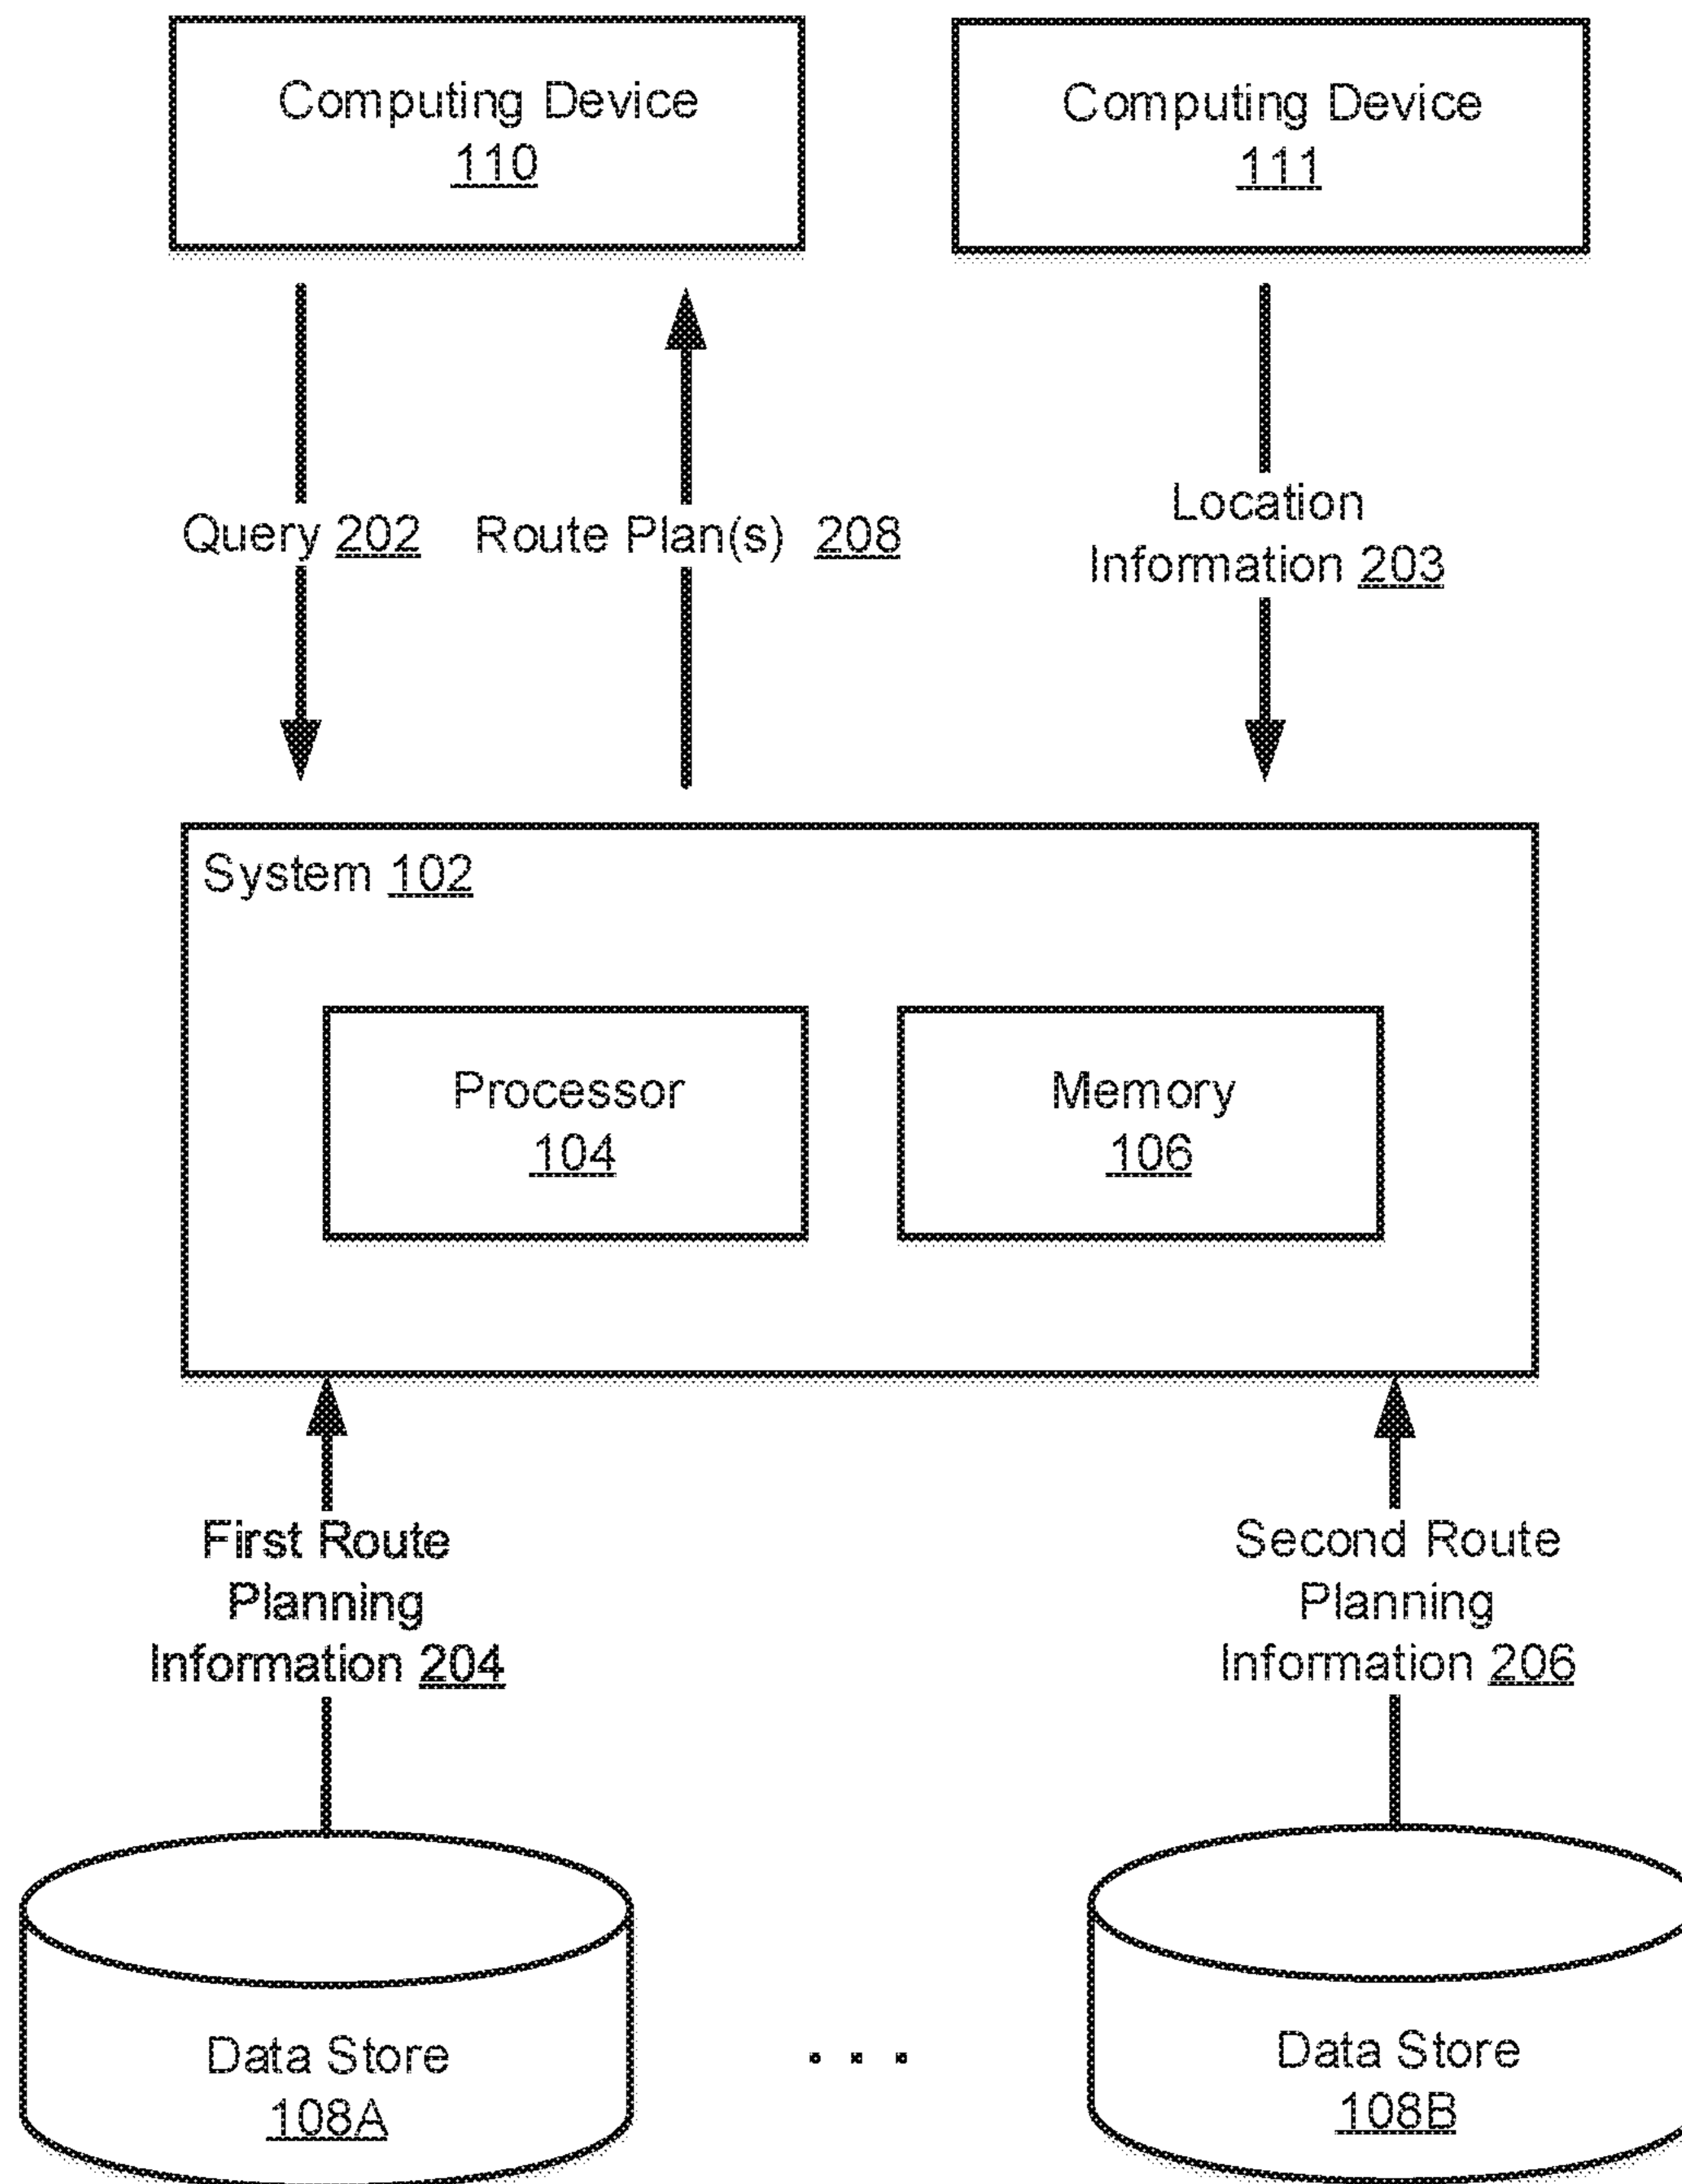 Computing Device
110
Computing Device
111
Query 202
Route Plan(s) 208
Location
Information 203
System 102
Processor
104
Memory
106
First Route
Planning
Information 204
Second Route
Planning
Information 206
Data Store
108A
. . .
Data Store
108B